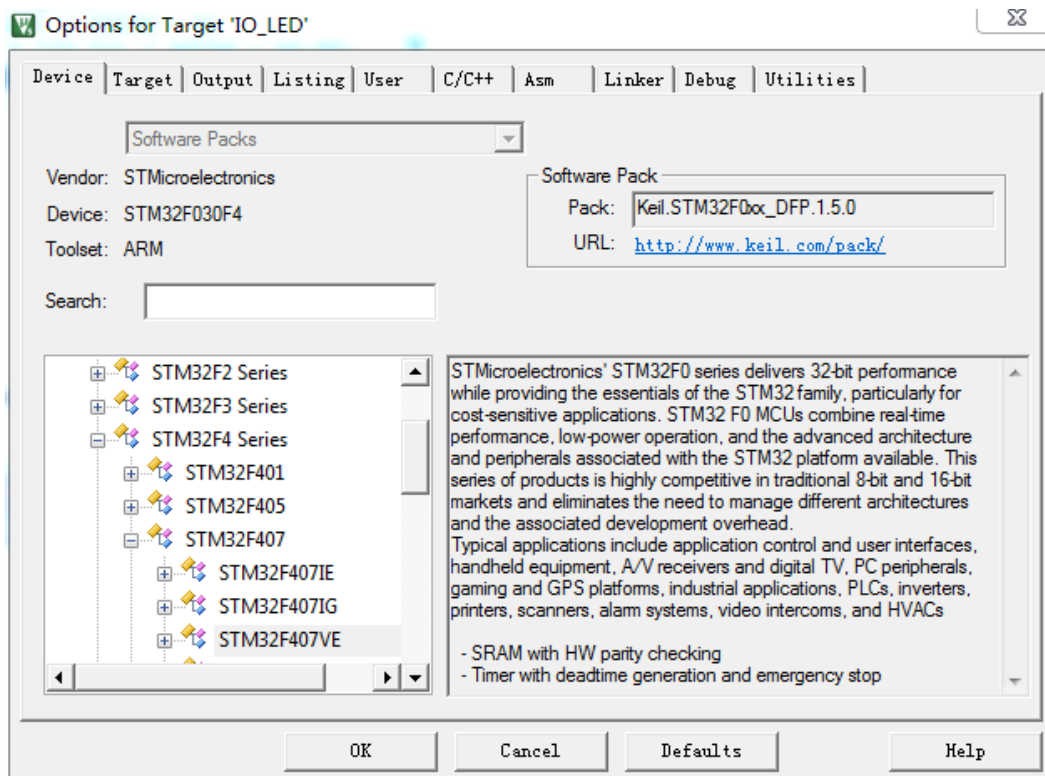 Options for Target 'IO_LED'
Device Target Output Listing User C/C++ Asm Linker Debug Utilities
Software Packs
Vendor: STMicroelectronics
Device: STM32F030F4
Toolset: ARM
Software Pack
Pack: Keil.STM32F0xx_DFP.1.5.0
URL: http://www.keil.com/pack/
Search:
STM32F2 Series
STM32F3 Series
STM32F4 Series
STM32F401
STM32F405
STM32F407
STM32F407IE
STM32F407IG
STM32F407VE
STMicroelectronics' STM32F0 series delivers 32-bit performance
while providing the essentials of the STM32 family, particularly for
cost-sensitive applications. STM32 F0 MCUs combine real-time
performance, low-power operation, and the advanced architecture
and peripherals associated with the STM32 platform available. This
series of products is highly competitive in traditional 8-bit and 16-bit
markets and eliminates the need to manage different architectures
and the associated development overhead.
Typical applications include application control and user interfaces,
handheld equipment, A/V receivers and digital TV, PC peripherals,
gaming and GPS platforms, industrial applications, PLCs, inverters,
printers, scanners, alarm systems, video intercoms, and HVACs
- SRAM with HW parity checking
- Timer with deadtime generation and emergency stop
OK Cancel Defaults Help